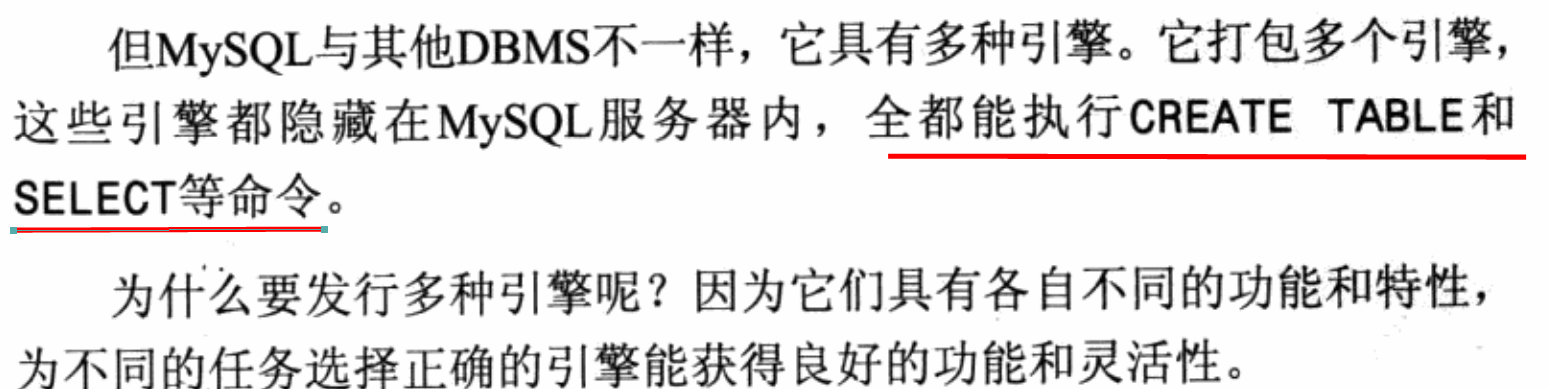 但MySQL与其他DBMS不一样，它具有多种引擎。它打包多个引擎，
这些引擎都隐藏在MySQL服务器内，全都能执行CREATE TABLE和
SELECT等命令。
为什么要发行多种引擎呢？因为它们具有各自不同的功能和特性，
为不同的任务选择正确的引擎能获得良好的功能和灵活性。